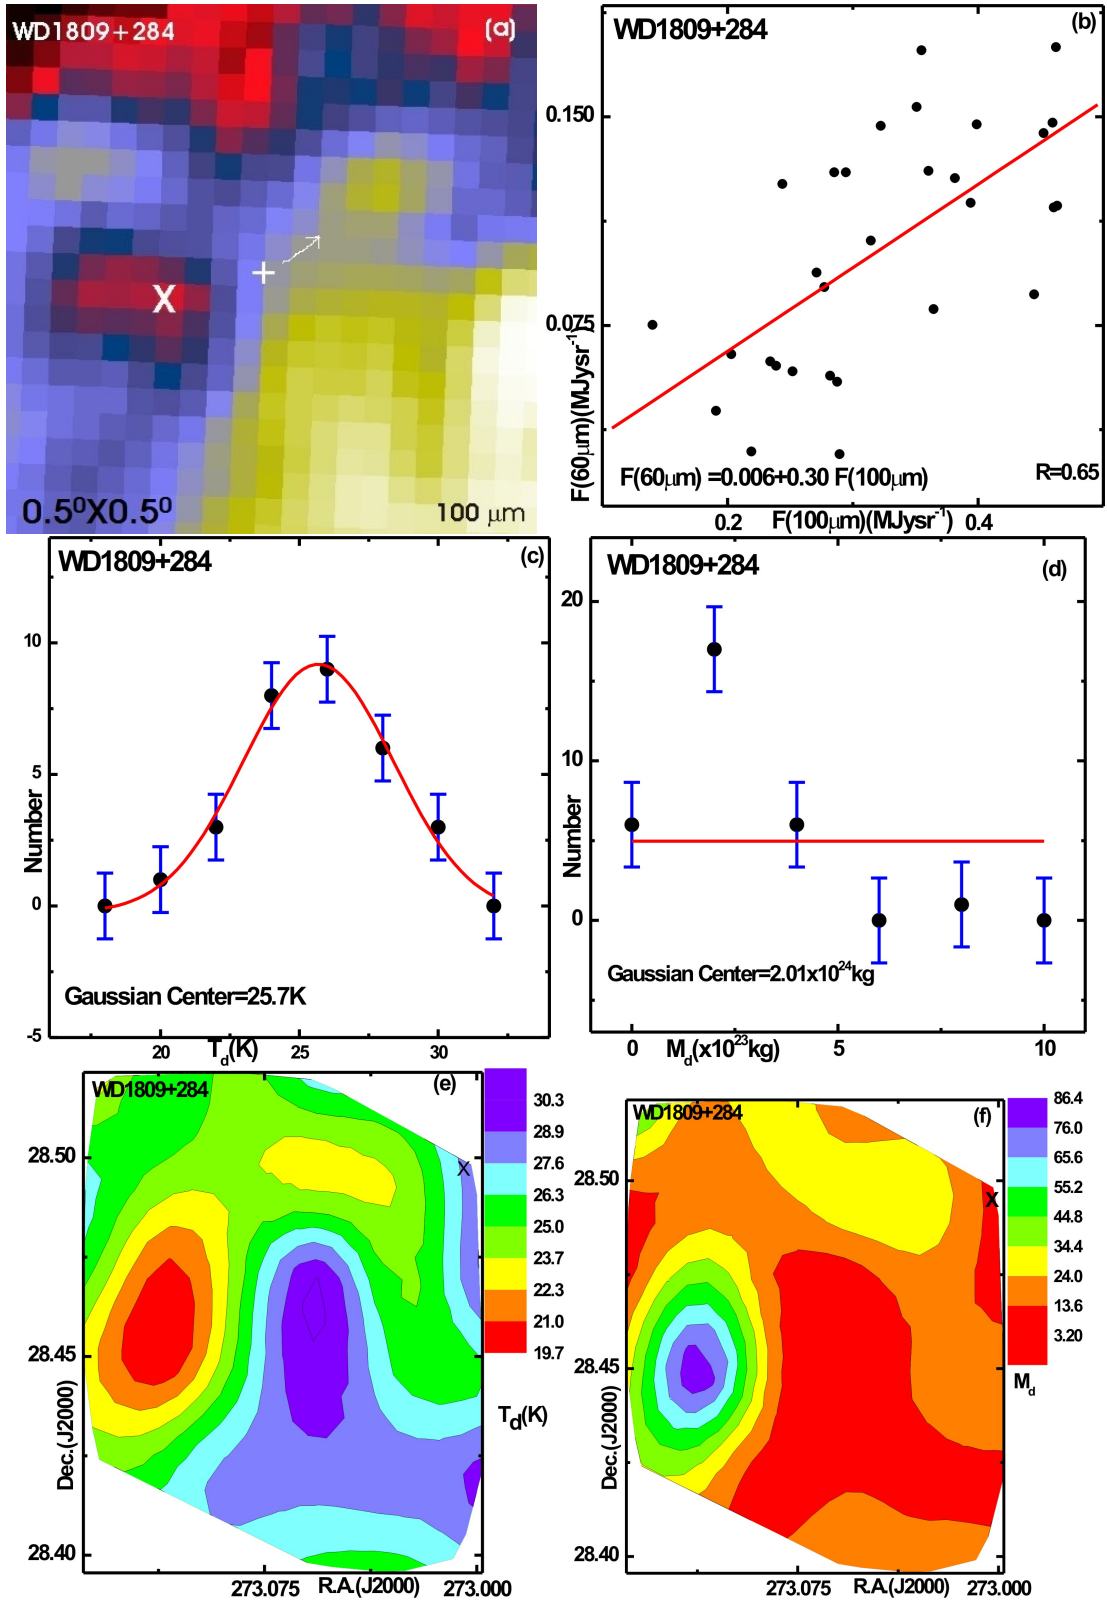 WD1809+284
(a)
X
+
0.5⁰X0.5⁰
100 μm
WD1809+284
(b)
0.150
0.075
F(60μm)(MJysr⁻¹)
F(60μm) =0.006+0.30 F(100μm)
R=0.65
0.2
0.4
F(100μm)(MJysr⁻¹)
WD1809+284
(c)
10
5
0
-5
Number
Gaussian Center=25.7K
20
25
30
T_d(K)
WD1809+284
(d)
20
10
0
Number
Gaussian Center=2.01x10²⁴kg
0
5
10
M_d(x10²³kg)
WD1809+284
(e)
X
28.50
28.45
28.40
Dec.(J2000)
273.075
R.A.(J2000)
273.000
30.3
28.9
27.6
26.3
25.0
23.7
22.3
21.0
19.7
T_d(K)
WD1809+284
(f)
X
28.50
28.45
28.40
Dec.(J2000)
273.075
R.A.(J2000)
273.000
86.4
76.0
65.6
55.2
44.8
34.4
24.0
13.6
3.20
M_d